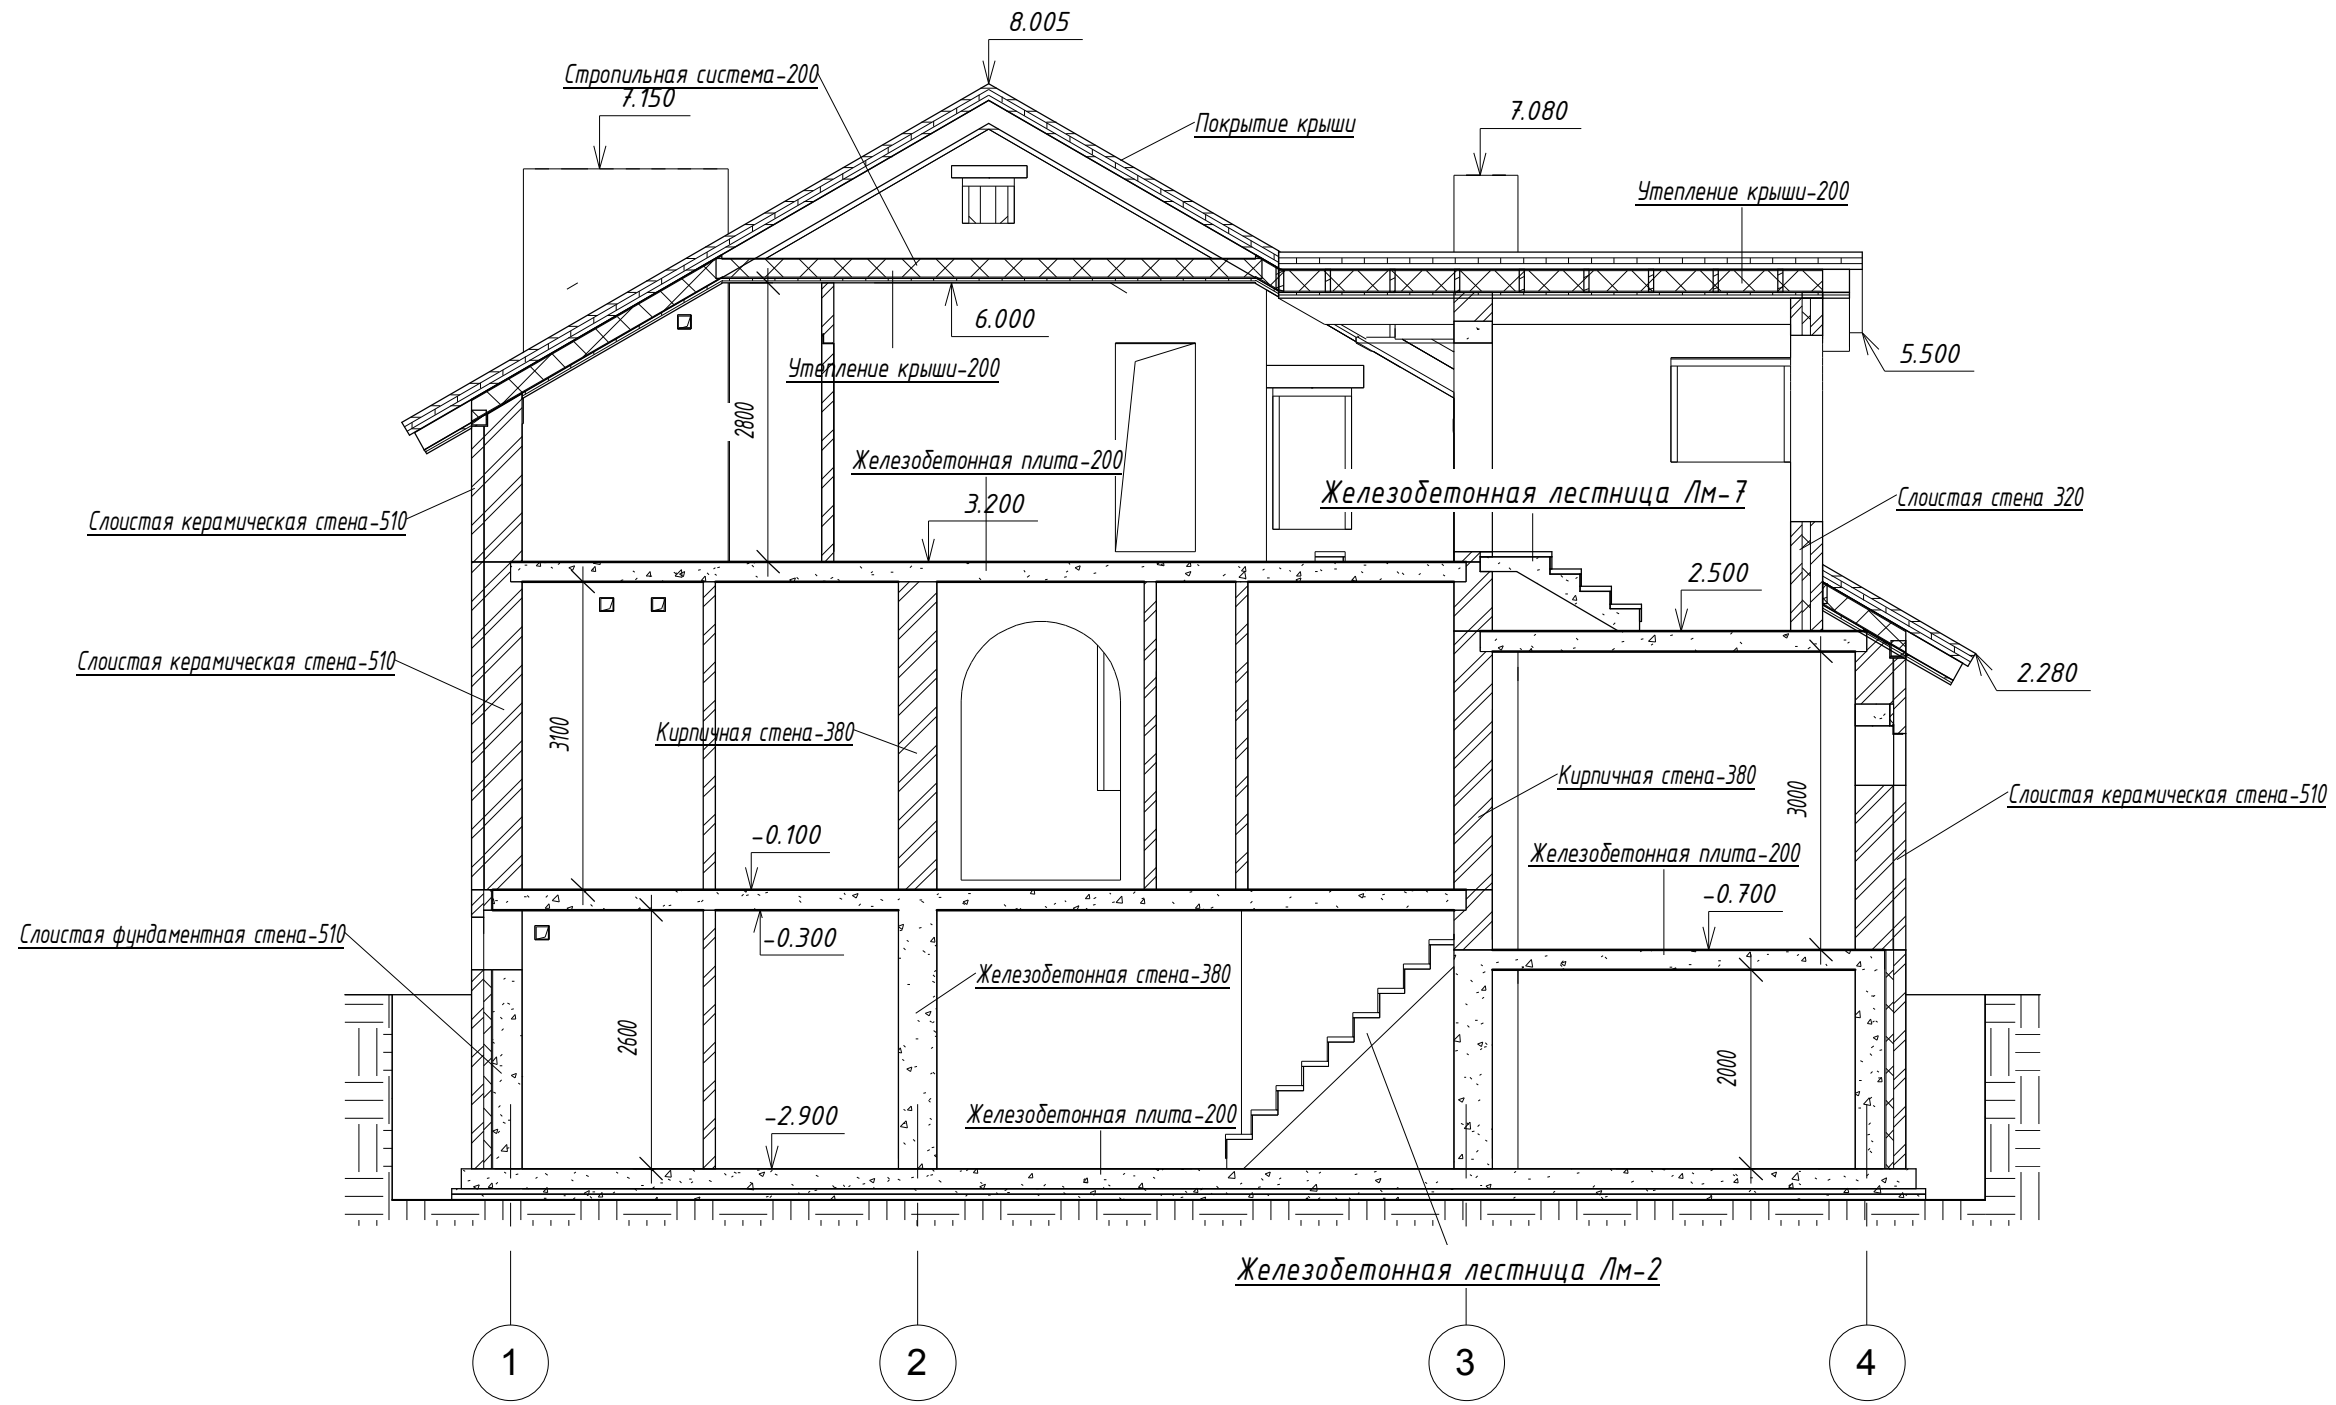 8.005
Стропильная система-200
7.150
7.080
Покрытие крыши
Утепление крыши-200
6.000
5.500
Утепление крыши-200
2800
Железобетонная плита-200
Железобетонная лестница Лм-7
Слоистая стена 320
3.200
Слоистая керамическая стена-510
2.500
Слоистая керамическая стена-510
2.280
3100
Кирпичная стена-380
Кирпичная стена-380
3000
Слоистая керамическая стена-510
-0.100
Железобетонная плита-200
-0.700
Слоистая фундаментная стена-510
-0.300
Железобетонная стена-380
2600
2000
-2.900
Железобетонная плита-200
Железобетонная лестница Лм-2
1
2
3
4